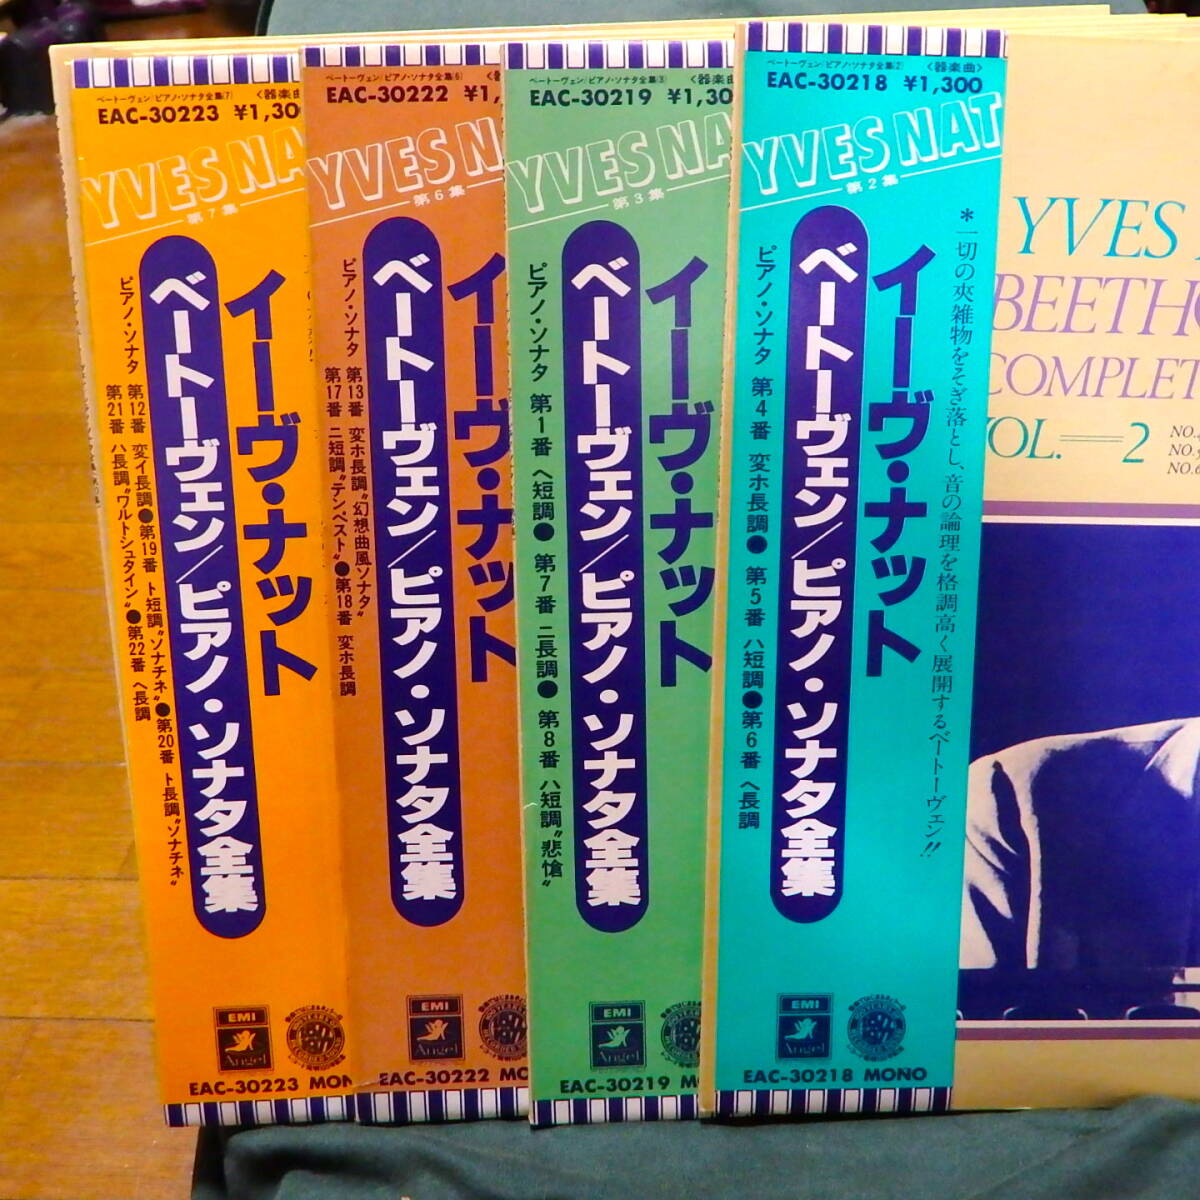 ベートーヴェン/ピアノ・ソナタ全集(7) 〈器楽曲
EAC-30223 ¥1,30
YVES NA
第7集
イーヴ・ナット
ベートーヴェン/ピアノ・ソナタ全集
ピアノ・ソナタ
第12番 変イ長調●第19番 ト短調“ソナチネ”●第20番 ト長調“ソナチネ”
第21番 ハ長調“ワルトシュタイン”●第22番 ヘ長調
EMI
Angel
EAC-30223 MON
ベートーヴェン/ピアノ・ソナタ全集(6) 〈器楽曲
EAC-30222 ¥1,
YVES N
第6集
イーヴ・ナット
ベートーヴェン/ピアノ・ソナタ全集
ピアノ・ソナタ
第13番 変ホ長調“幻想曲風ソナタ”
第17番 ニ短調“テンペスト”●第18番 変ホ長調
EMI
Angel
EAC-30222 MO
ベートーヴェン/ピアノ・ソナタ全集(3) 〈器楽曲
EAC-30219 ¥1,30
YVES NA
第3集
イーヴ・ナット
ベートーヴェン/ピアノ・ソナタ全集
ピアノ・ソナタ 第1番 ヘ短調● 第7番 ニ長調● 第8番 ハ短調“悲愴”
EMI
Angel
EAC-30219 M
ベートーヴェン/ピアノ・ソナタ全集(2) 〈器楽曲〉
EAC-30218 ¥1,300
YVES NAT
第2集
*一切の夾雑物をそぎ落とし、音の論理を格調高く展開するベートーヴェン!!
イーヴ・ナット
ベートーヴェン/ピアノ・ソナタ全集
ピアノ・ソナタ 第4番 変ホ長調● 第5番 ハ短調●第6番 ヘ長調
EMI
Angel
EAC-30218 MONO
YVES
BEETHO
COMPLET
VOL.=2
NO.
NO.
NO.